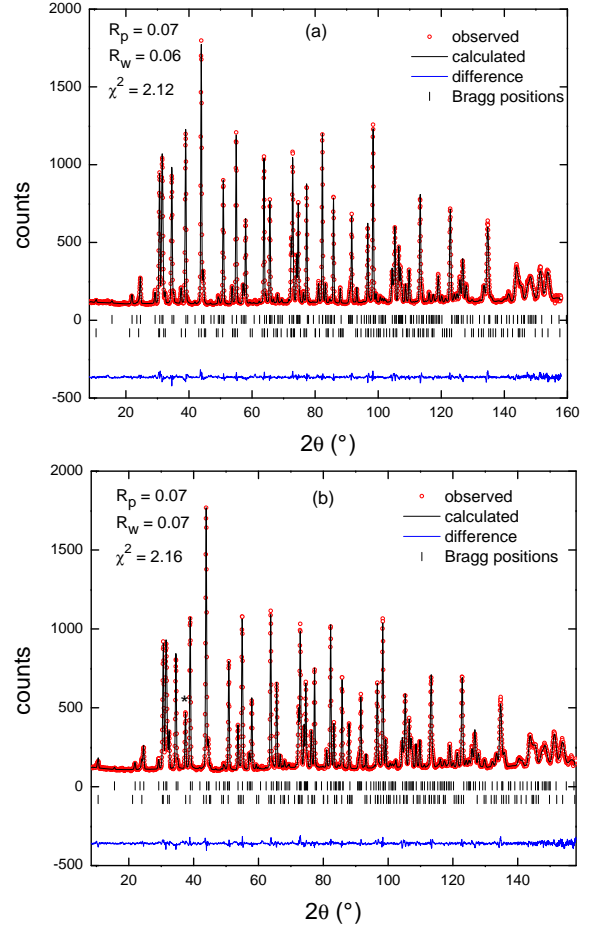 2000
1500
1000
500
0
-500
counts
(a)
R_p = 0.07
R_w = 0.06
χ² = 2.12
observed
calculated
difference
Bragg positions
20 40 60 80 100 120 140 160
2θ (°)
2000
1500
1000
500
0
-500
counts
(b)
R_p = 0.07
R_w = 0.07
χ² = 2.16
observed
calculated
difference
Bragg positions
*
20 40 60 80 100 120 140
2θ (°)